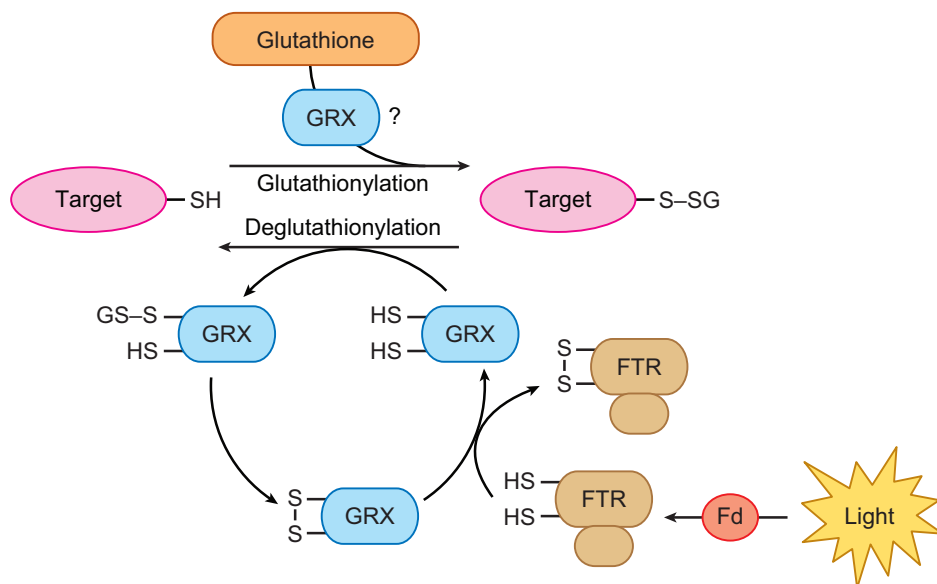 Glutathione
GRX ?
Glutathionylation
Target SH
Target S–SG
Deglutathionylation
GS–S
HS
GRX
HS
HS
GRX
S
S
FTR
S
S
GRX
HS
HS
FTR
Fd
Light